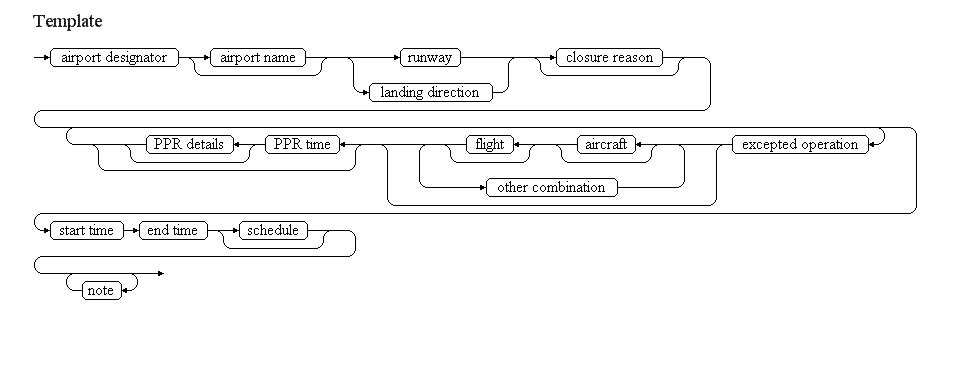 Template
airport designator airport name runway closure reason
landing direction
PPR details PPR time flight aircraft excepted operation
other combination
start time end time schedule
note